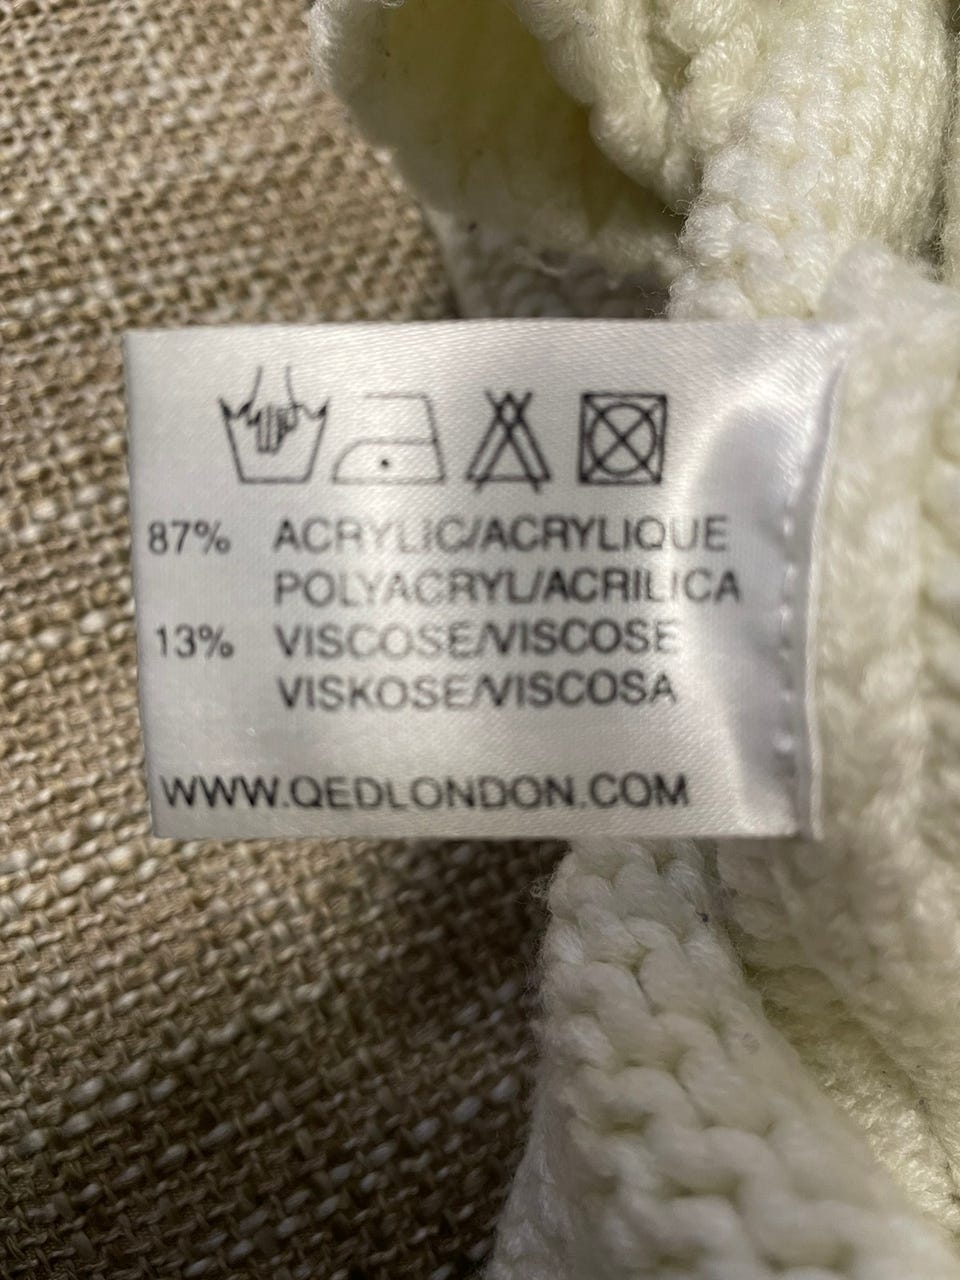 87% ACRYLIC/ACRYLIQUE
POLYACRYL/ACRILICA
13% VISCOSE/VISCOSE
VISKOSE/VISCOSA
WWW.QEDLONDON.COM